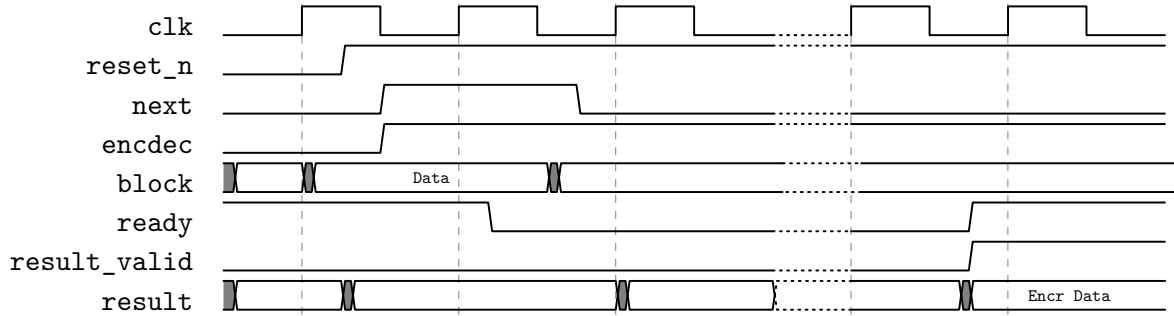 clk
reset_n
next
encdec
block Data
ready
result_valid
result Encr Data